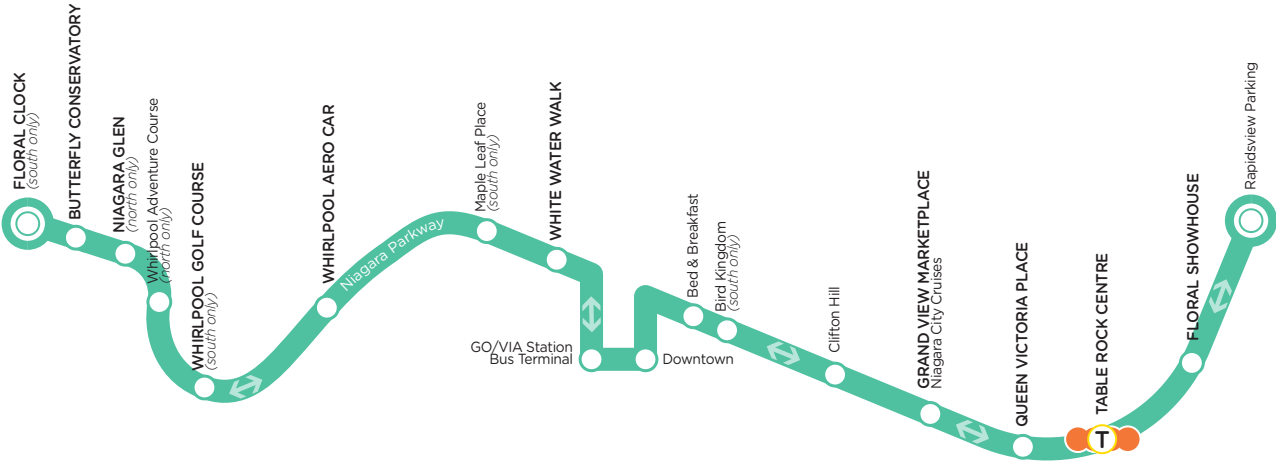 FLORAL CLOCK
(south only)
BUTTERFLY CONSERVATORY
NIAGARA GLEN
(north only)
Whirlpool Adventure Course
(north only)
WHIRLPOOL GOLF COURSE
(south only)
WHIRLPOOL AERO CAR
Niagara Parkway
Maple Leaf Place
(south only)
WHITE WATER WALK
GO/VIA Station
Bus Terminal
Downtown
Bed & Breakfast
Bird Kingdom
(south only)
Clifton Hill
GRAND VIEW MARKETPLACE
Niagara City Cruises
QUEEN VICTORIA PLACE
TABLE ROCK CENTRE
T
FLORAL SHOWHOUSE
Rapidsview Parking